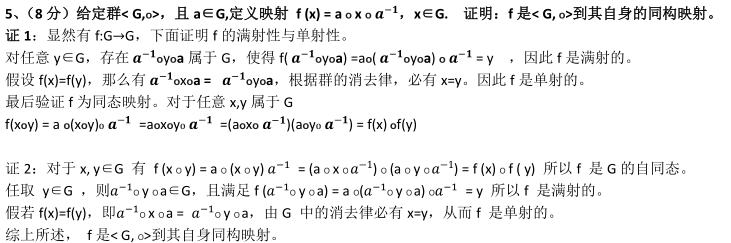 5、(8 分) 给定群< G,o>，且 a∈G,定义映射 f (x) = a o x o a⁻¹，x∈G. 证明：f 是< G, o>到其自身的同构映射。
证 1：显然有 f:G→G，下面证明 f 的满射性与单射性。
对任意 y∈G，存在 a⁻¹oyoa 属于 G，使得 f( a⁻¹oyoa) =ao( a⁻¹oyoa) o a⁻¹ = y ，因此 f 是满射的。
假设 f(x)=f(y)，那么有 a⁻¹oxoa = a⁻¹oyoa，根据群的消去律，必有 x=y。因此 f 是单射的。
最后验证 f 为同态映射。对于任意 x,y 属于 G
f(xoy) = a o(xoy)o a⁻¹ =aoxoyo a⁻¹ =(aoxo a⁻¹)(aoyo a⁻¹) = f(x) of(y)
证 2：对于 x, y∈G 有 f (x o y) = a o (x o y) a⁻¹ = (a o x o a⁻¹) o (a o y o a⁻¹) = f (x) o f ( y) 所以 f 是 G 的自同态。
任取 y∈G ，则a⁻¹o y o a∈G，且满足 f (a⁻¹o y o a) = a o(a⁻¹o y o a) oa⁻¹ = y 所以 f 是满射的。
假若 f(x)=f(y)，即a⁻¹o x o a = a⁻¹o y o a，由 G 中的消去律必有 x=y，从而 f 是单射的。
综上所述， f 是< G, o>到其自身同构映射。